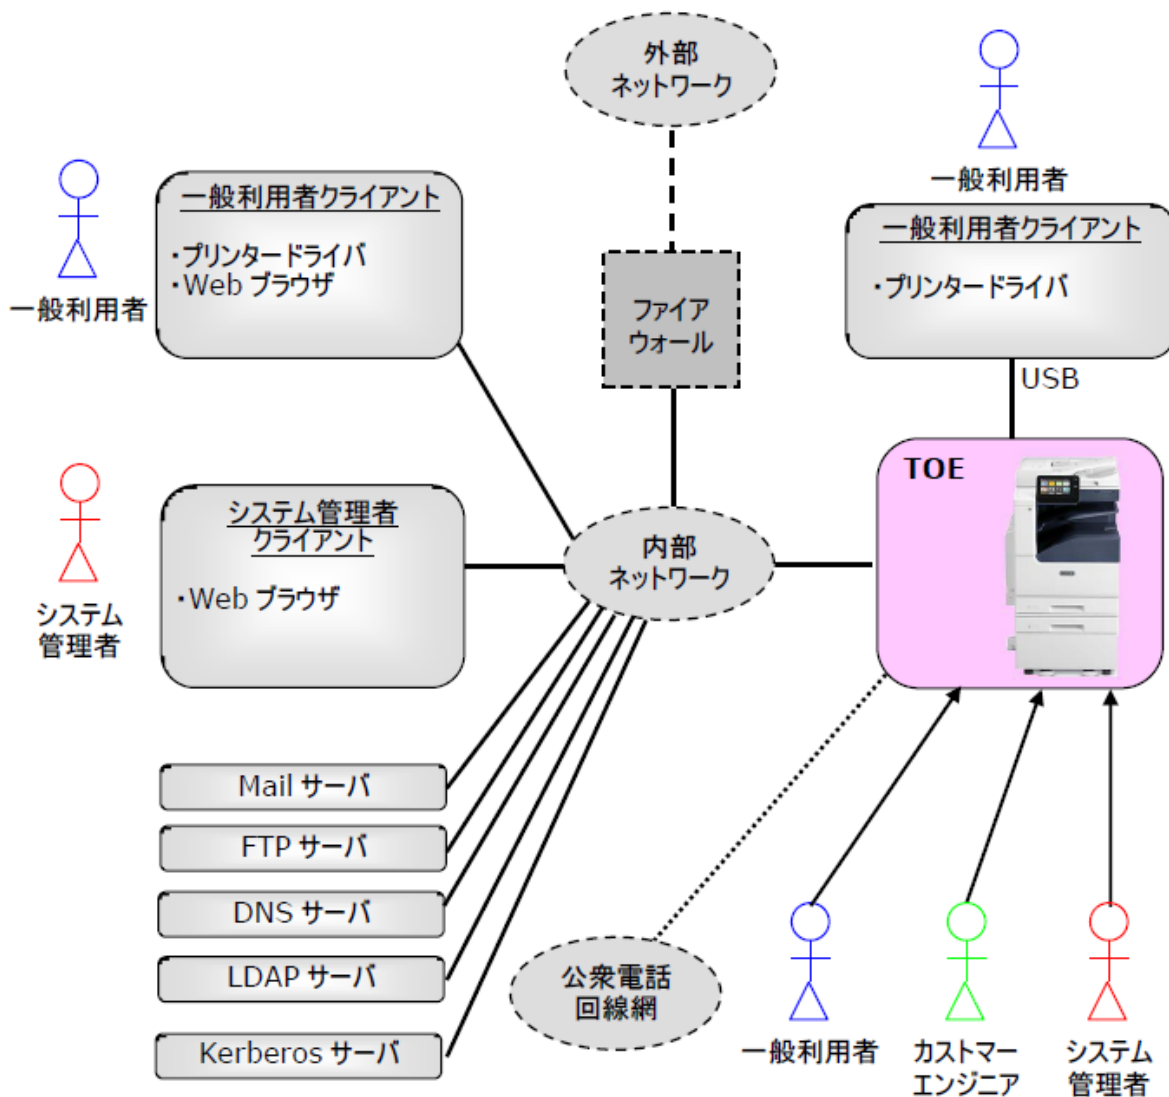 外部
ネットワーク
一般利用者
一般利用者クライアント
・プリンタードライバ
・Web ブラウザ
一般利用者
一般利用者クライアント
・プリンタードライバ
ファイア
ウォール
USB
TOE
システム管理者
クライアント
・Web ブラウザ
システム
管理者
内部
ネットワーク
Mail サーバ
FTP サーバ
DNS サーバ
LDAP サーバ
Kerberos サーバ
公衆電話
回線網
一般利用者
カストマー
エンジニア
システム
管理者